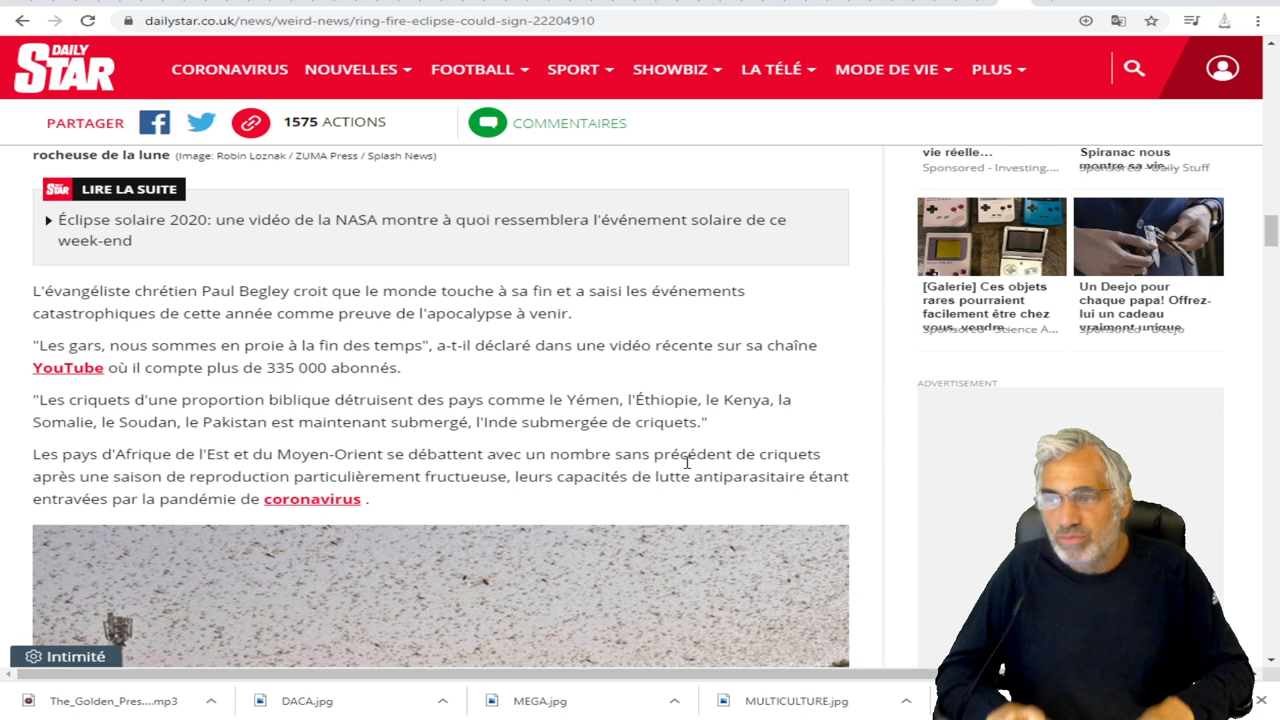 dailystar.co.uk/news/weird-news/ring-fire-eclipse-could-sign-22204910
DAILY
STAR
CORONAVIRUS
NOUVELLES
FOOTBALL
SPORT
SHOWBIZ
LA TÉLÉ
MODE DE VIE
PLUS
PARTAGER
1575 ACTIONS
COMMENTAIRES
rocheuse de la lune (Image: Robin Loznak / ZUMA Press / Splash News)
STAR LIRE LA SUITE
Éclipse solaire 2020: une vidéo de la NASA montre à quoi ressemblera l'événement solaire de ce
week-end
L'évangéliste chrétien Paul Begley croit que le monde touche à sa fin et a saisi les événements
catastrophiques de cette année comme preuve de l'apocalypse à venir.
"Les gars, nous sommes en proie à la fin des temps", a-t-il déclaré dans une vidéo récente sur sa chaîne
YouTube où il compte plus de 335 000 abonnés.
"Les criquets d'une proportion biblique détruisent des pays comme le Yémen, l'Éthiopie, le Kenya, la
Somalie, le Soudan, le Pakistan est maintenant submergé, l'Inde submergée de criquets."
Les pays d'Afrique de l'Est et du Moyen-Orient se débattent avec un nombre sans précédent de criquets
après une saison de reproduction particulièrement fructueuse, leurs capacités de lutte antiparasitaire étant
entravées par la pandémie de coronavirus .
vie réelle…
Sponsored - Investing....
Spiranac nous
montre sa vie
Sponsored - Daily Stuff
[Galerie] Ces objets
rares pourraient
facilement être chez
vous, vendre
Sponsored - Science A...
Un Deejo pour
chaque papa! Offrez-
lui un cadeau
vraiment unique
Sponsored - Deejo
ADVERTISEMENT
Intimité
The_Golden_Pres....mp3
DACA.jpg
MEGA.jpg
MULTICULTURE.jpg